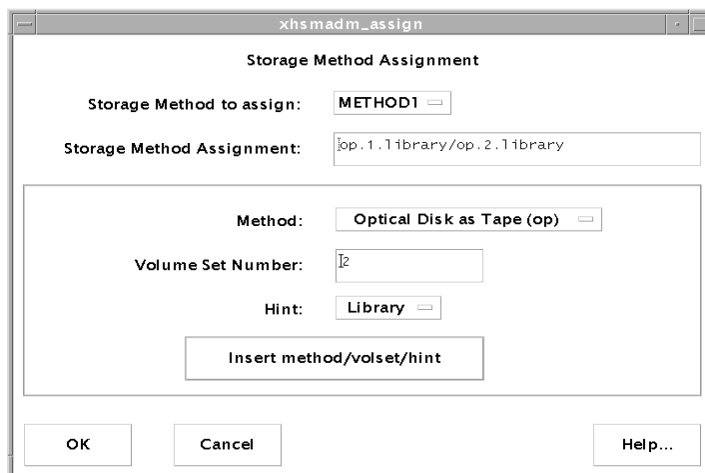 xhsmadm_assign
Storage Method Assignment
Storage Method to assign: METHOD1
Storage Method Assignment: op.1.library/op.2.library
Method: Optical Disk as Tape (op)
Volume Set Number: 2
Hint: Library
Insert method/volset/hint
OK Cancel Help...